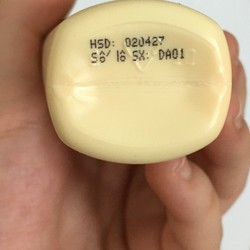 HSD: 020427
Số/ lô SX: DA01